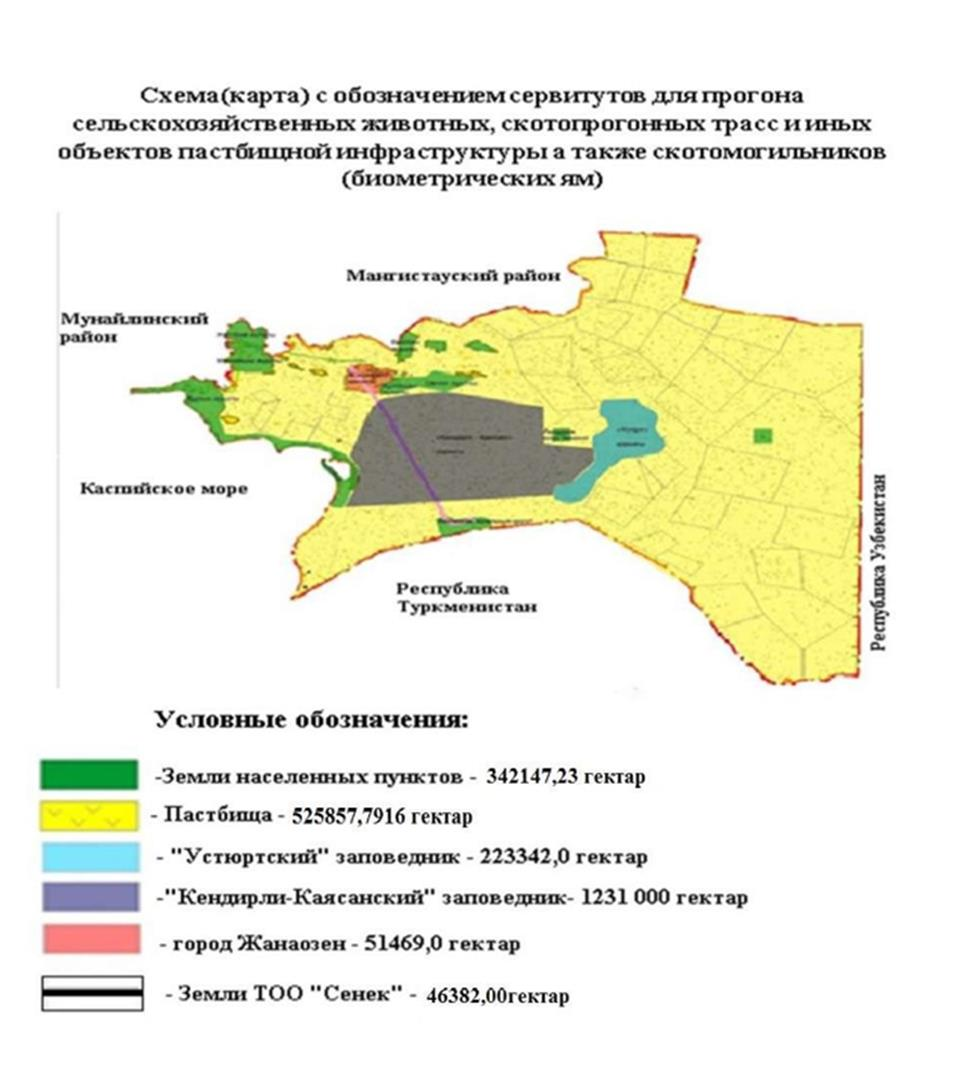 Схема(карта) с обозначением сервитутов для прогона
сельскохозяйственных животных, скотопрогонных трасс и иных
объектов пастбищной инфраструктуры а также скотомогильников
(биометрических ям)
Мангистауский район
Мунайлинский
район
Каспийское море
Республика
Туркменистан
Республика Узбекистан
Условные обозначения:
-Земли населенных пунктов - 342147,23 гектар
- Пастбища - 525857,7916 гектар
- "Устюртский" заповедник - 223342,0 гектар
-"Кендирли-Каясанский" заповедник- 1231 000 гектар
- город Жанаозен - 51469,0 гектар
- Земли ТОО "Сенек" - 46382,00гектар